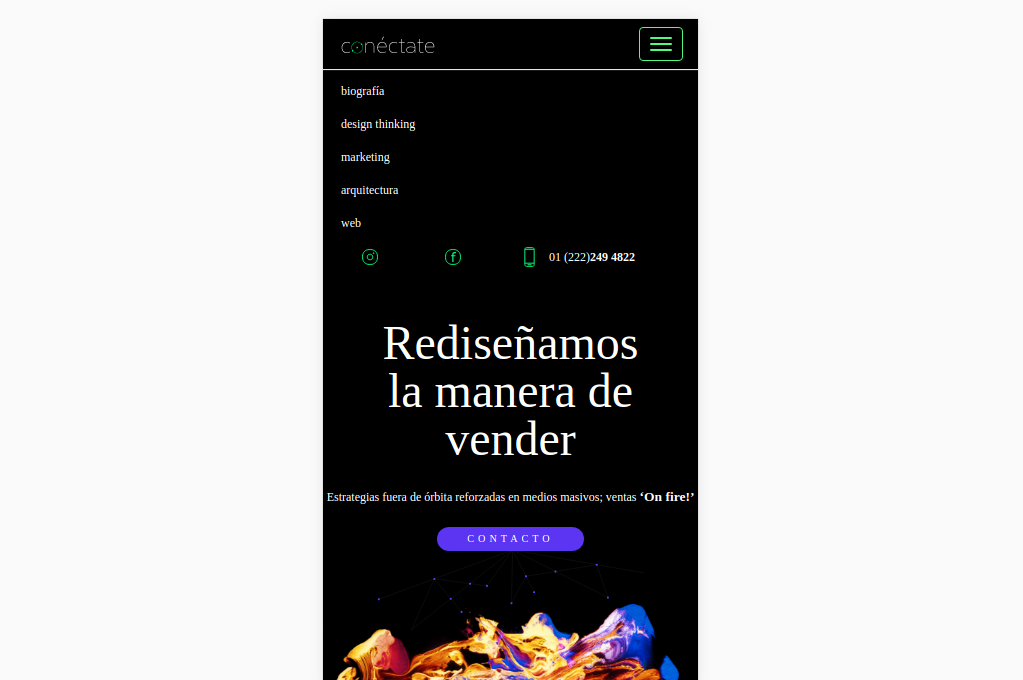 conéctate
biografía
design thinking
marketing
arquitectura
web
01 (222)249 4822
Rediseñamos
la manera de
vender
Estrategias fuera de órbita reforzadas en medios masivos; ventas ‘On fire!’
CONTACTO